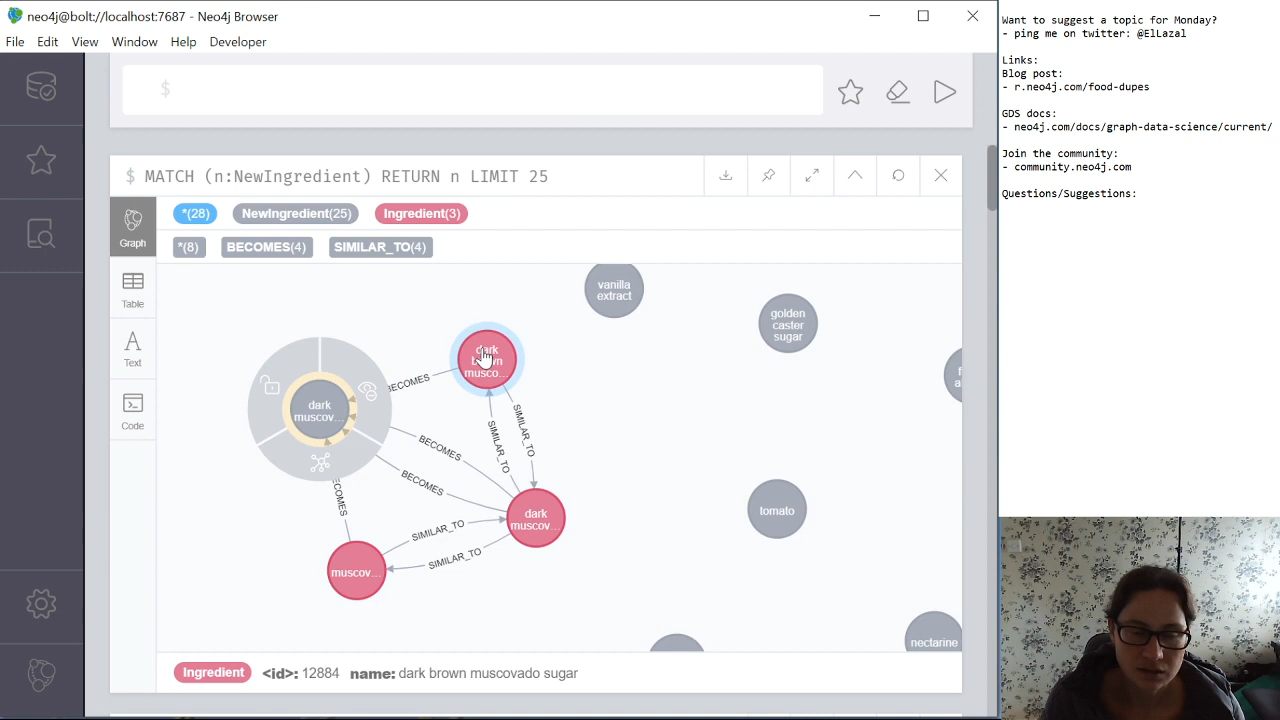 neo4j@bolt://localhost:7687 - Neo4j Browser
File Edit View Window Help Developer
$
$ MATCH (n:NewIngredient) RETURN n LIMIT 25
*(28) NewIngredient(25) Ingredient(3)
*(8) BECOMES(4) SIMILAR_TO(4)
Graph
Table
Text
Code
vanilla
extract
golden
caster
sugar
dark
brown
musco...
dark
muscov...
BECOMES
SIMILAR_TO
SIMILAR_TO
BECOMES
BECOMES
dark
muscov...
tomato
SIMILAR_TO
SIMILAR_TO
muscov...
nectarine
Ingredient <id>: 12884 name: dark brown muscovado sugar
Want to suggest a topic for Monday?
- ping me on twitter: @ElLazal
Links:
Blog post:
- r.neo4j.com/food-dupes
GDS docs:
- neo4j.com/docs/graph-data-science/current/
Join the community:
- community.neo4j.com
Questions/Suggestions: